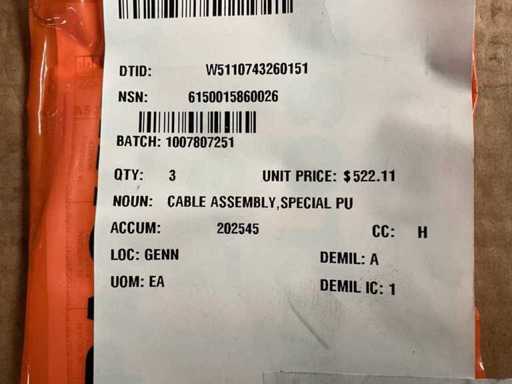 DTID: W5110743260151
NSN: 6150015860026
BATCH: 1007807251
QTY: 3 UNIT PRICE: $522.11
NOUN: CABLE ASSEMBLY,SPECIAL PU
ACCUM: 202545 CC: H
LOC: GENN DEMIL: A
UOM: EA DEMIL IC: 1